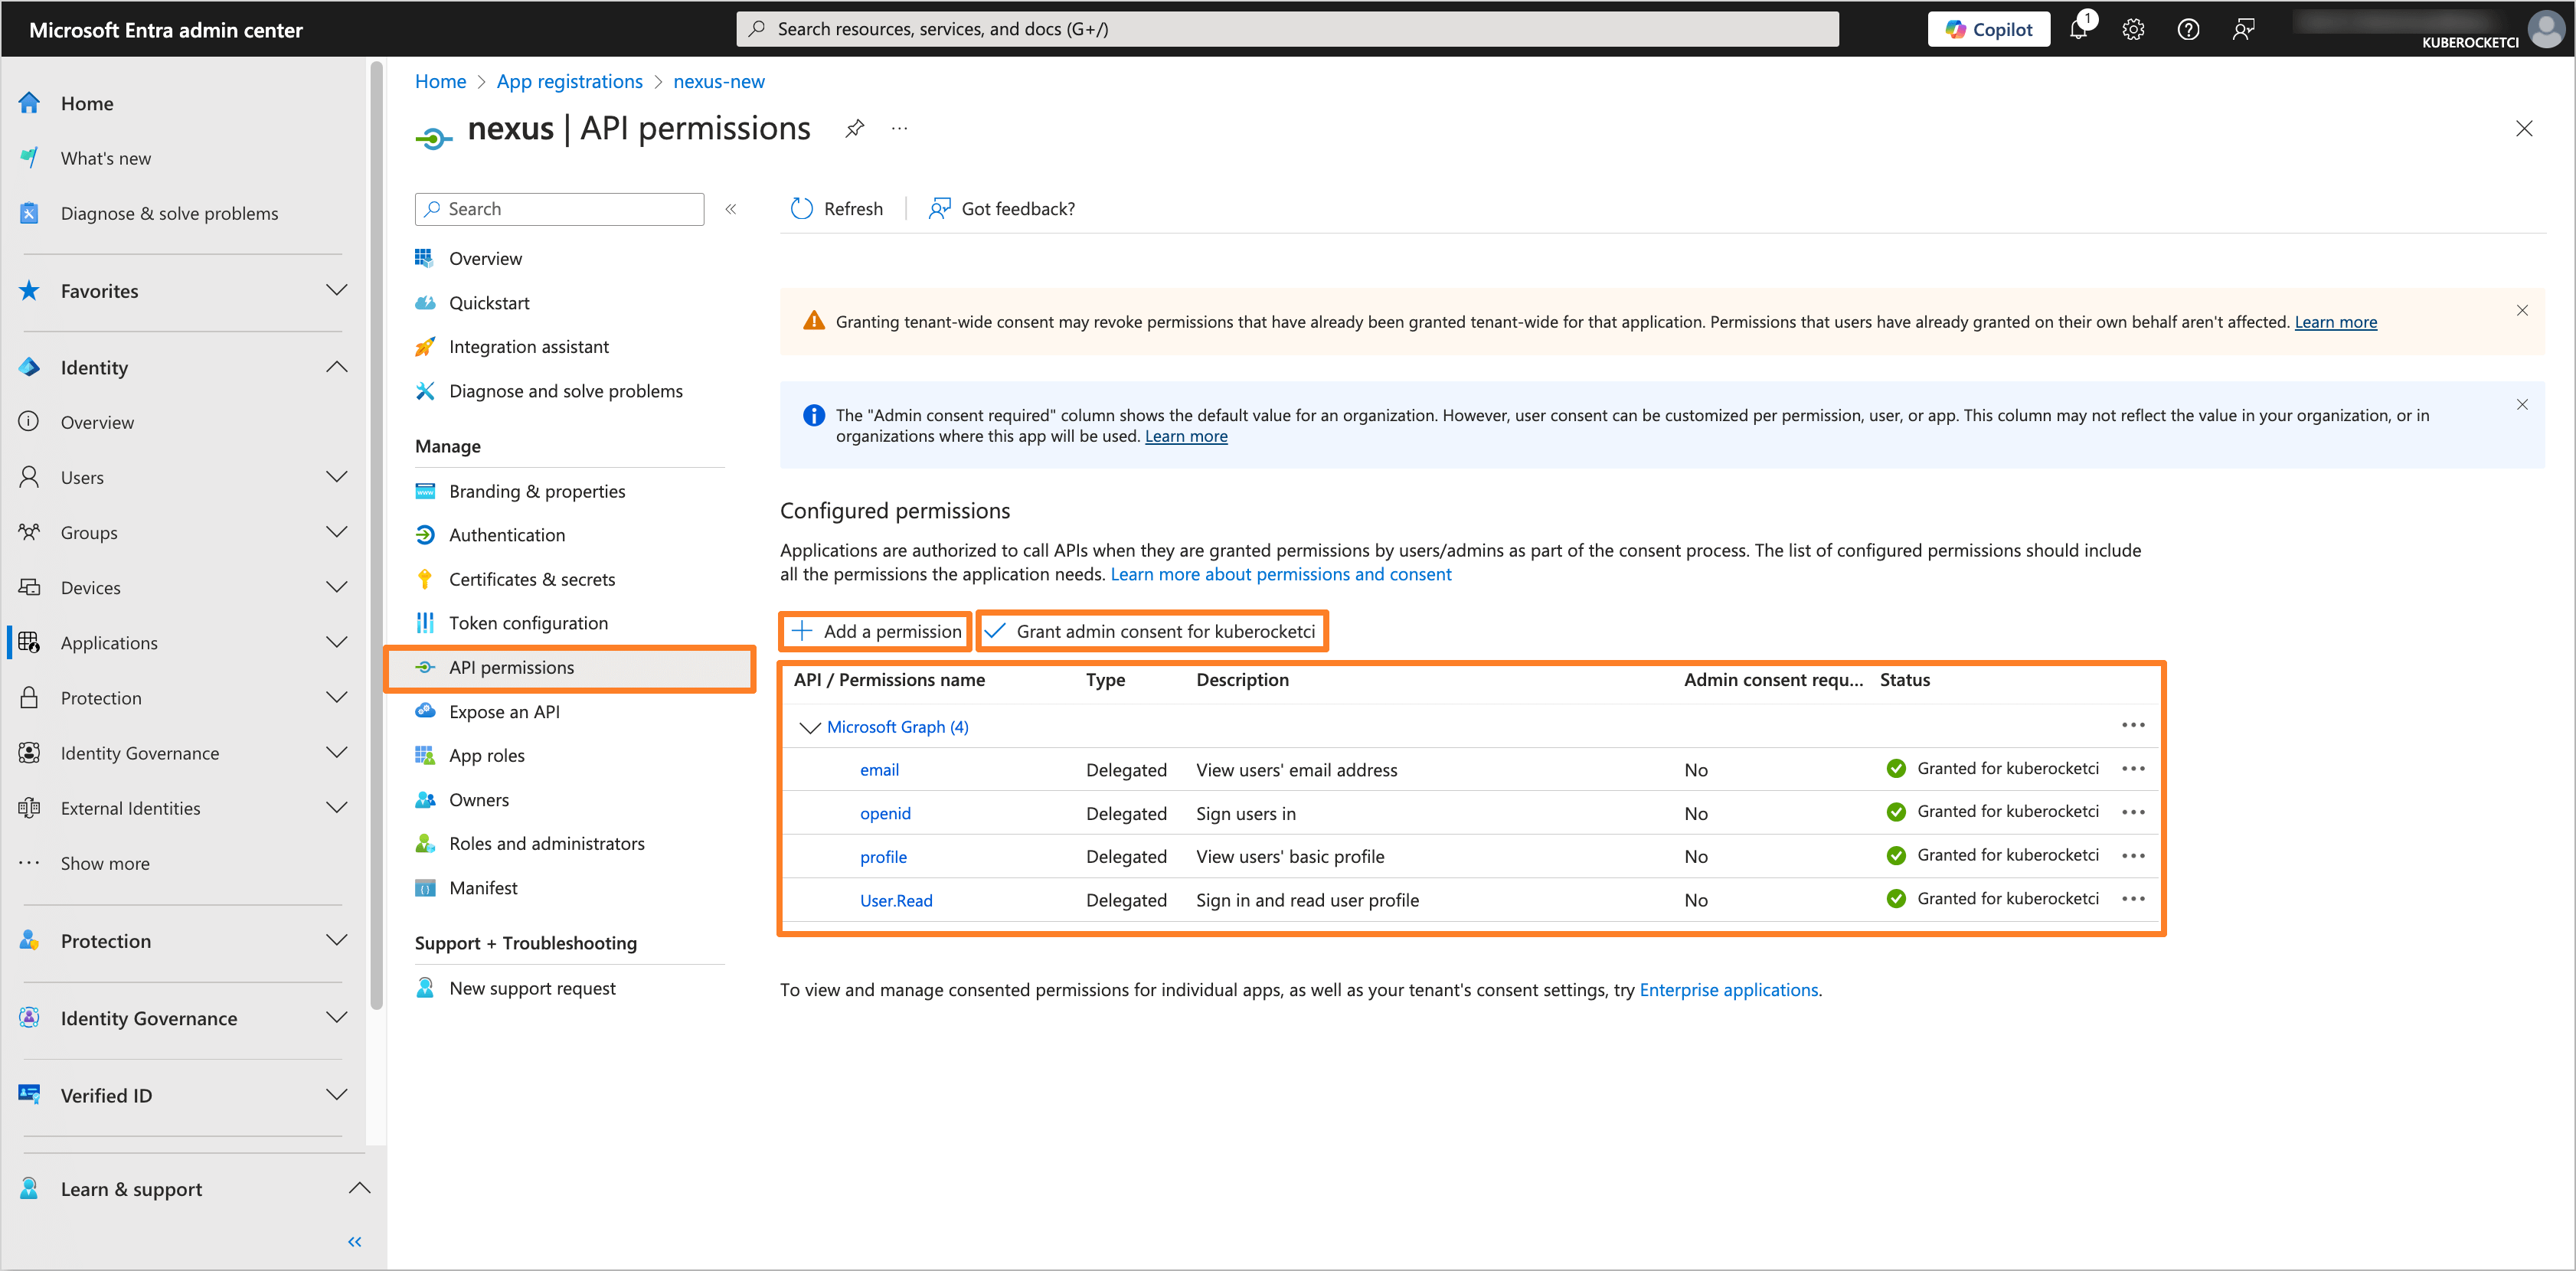 Microsoft Entra admin center
Search resources, services, and docs (G+/)
Copilot
1
KUBEROCKETCI
Home
What's new
Diagnose & solve problems
Favorites
Identity
Overview
Users
Groups
Devices
Applications
Protection
Identity Governance
External Identities
Show more
Protection
Identity Governance
Verified ID
Learn & support
Home > App registrations > nexus-new
nexus | API permissions
Search
Overview
Quickstart
Integration assistant
Diagnose and solve problems
Manage
Branding & properties
Authentication
Certificates & secrets
Token configuration
API permissions
Expose an API
App roles
Owners
Roles and administrators
Manifest
Support + Troubleshooting
New support request
Refresh
Got feedback?
Granting tenant-wide consent may revoke permissions that have already been granted tenant-wide for that application. Permissions that users have already granted on their own behalf aren't affected. Learn more
The "Admin consent required" column shows the default value for an organization. However, user consent can be customized per permission, user, or app. This column may not reflect the value in your organization, or in
organizations where this app will be used. Learn more
Configured permissions
Applications are authorized to call APIs when they are granted permissions by users/admins as part of the consent process. The list of configured permissions should include
all the permissions the application needs. Learn more about permissions and consent
Add a permission
Grant admin consent for kuberocketci
API / Permissions name Type Description Admin consent requ... Status
Microsoft Graph (4)
email Delegated View users' email address No Granted for kuberocketci
openid Delegated Sign users in No Granted for kuberocketci
profile Delegated View users' basic profile No Granted for kuberocketci
User.Read Delegated Sign in and read user profile No Granted for kuberocketci
To view and manage consented permissions for individual apps, as well as your tenant's consent settings, try Enterprise applications.